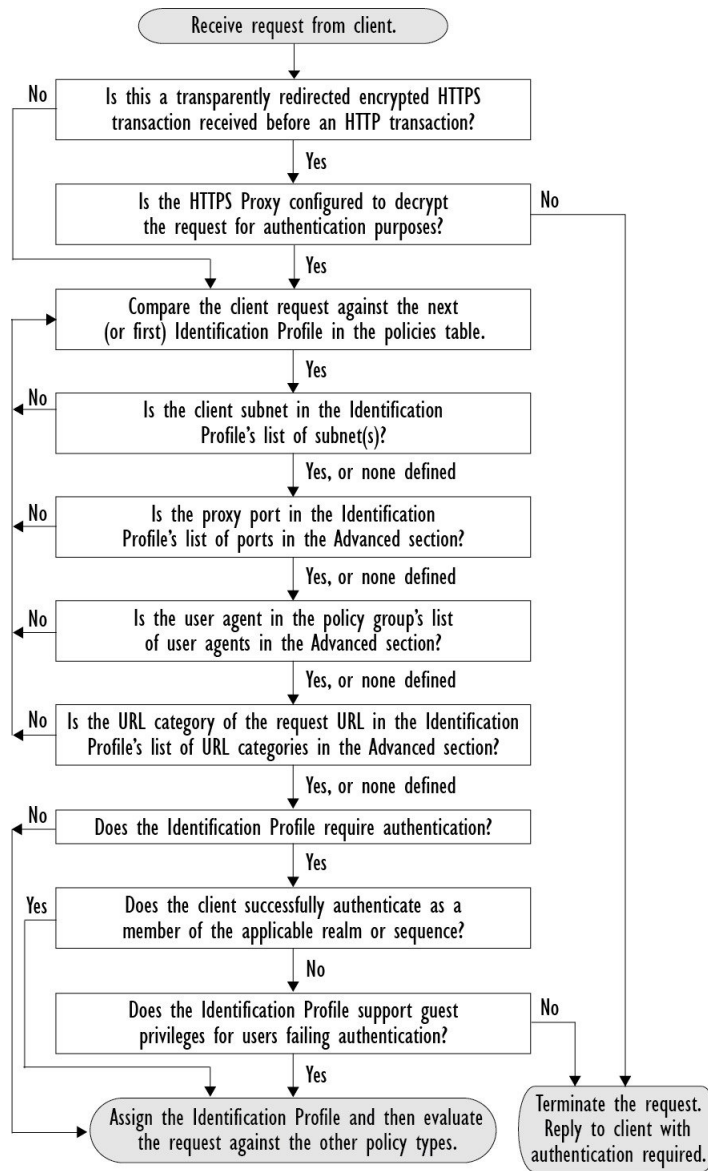 Receive request from client.
No
Is this a transparently redirected encrypted HTTPS
transaction received before an HTTP transaction?
Yes
Is the HTTPS Proxy configured to decrypt
the request for authentication purposes?
No
Yes
Compare the client request against the next
(or first) Identification Profile in the policies table.
Yes
No
Is the client subnet in the Identification
Profile's list of subnet(s)?
Yes, or none defined
No
Is the proxy port in the Identification
Profile's list of ports in the Advanced section?
Yes, or none defined
No
Is the user agent in the policy group's list
of user agents in the Advanced section?
Yes, or none defined
No
Is the URL category of the request URL in the Identification
Profile's list of URL categories in the Advanced section?
Yes, or none defined
No
Does the Identification Profile require authentication?
Yes
Yes
Does the client successfully authenticate as a
member of the applicable realm or sequence?
No
Does the Identification Profile support guest
privileges for users failing authentication?
No
Yes
Assign the Identification Profile and then evaluate
the request against the other policy types.
Terminate the request.
Reply to client with
authentication required.